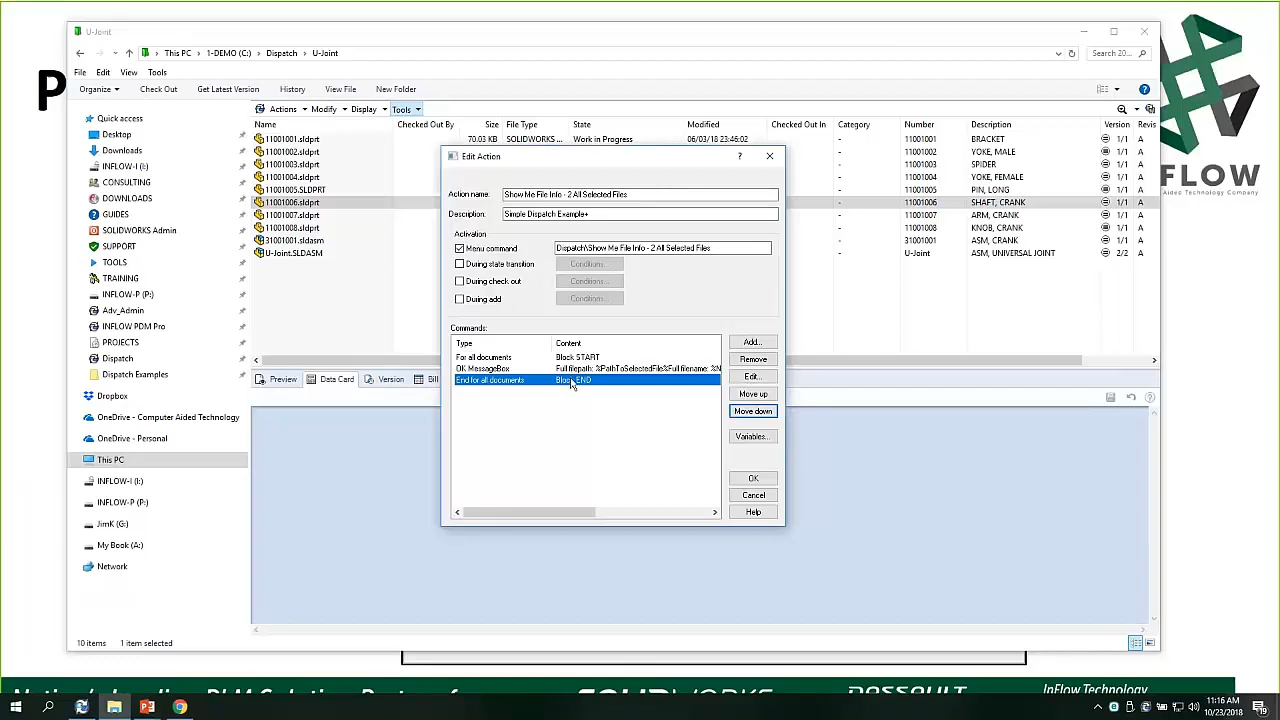 P
U-Joint
This PC > 1-DEMO (C:) > Dispatch > U-Joint
Search 20...
File Edit View Tools
Organize Check Out Get Latest Version History View File New Folder
Actions Modify Display Tools
Name Checked Out By Size File Type State Modified Checked Out In Category Number Description Version Revis
11001001.sldprt 70.03 KB SOLIDWORKS ... Work in Progress 06/03/18 23:46:02 - 11001001 BRACKET 1/1 A
11001002.sldprt - 11001002 YOKE, MALE 1/1 A
11001003.sldprt - 11001003 SPIDER 1/1 A
11001004.sldprt - 11001004 YOKE, FEMALE 1/1 A
11001005.SLDPRT - 11001005 PIN, LONG 1/1 A
11001006.sldprt - 11001006 SHAFT, CRANK 1/1 A
11001007.sldprt - 11001007 ARM, CRANK 1/1 A
11001008.sldprt - 11001008 KNOB, CRANK 1/1 A
31001001.sldasm - 31001001 ASM, CRANK 1/1 A
U-Joint.SLDASM - U-Joint ASM, UNIVERSAL JOINT 2/2 A
Quick access
Desktop
Downloads
INFLOW-I (I:)
CONSULTING
DOWNLOADS
GUIDES
SOLIDWORKS Admin
SUPPORT
TOOLS
TRAINING
INFLOW-P (P:)
Adv_Admin
INFLOW PDM Pro
PROJECTS
Dispatch
Dispatch Examples
Dropbox
OneDrive - Computer Aided Technology
OneDrive - Personal
This PC
INFLOW-I (I:)
INFLOW-P (P:)
JimK (G:)
My Book (A:)
Network
Preview Data Card Version Bill
Edit Action
Action name: Show Me File Info - 2 All Selected Files
Description: Simple Dispatch Example+
Activation
Menu command Dispatch\Show Me File Info - 2 All Selected Files
During state transition Conditions...
During check out Conditions...
During add Conditions...
Commands:
Type Content
For all documents Block START
OK MessageBox Full filepath: %PathToSelectedFile%Full filename: %N
End for all documents Block END
Add...
Remove
Edit...
Move up
Move down
Variables...
OK
Cancel
Help
10 items 1 item selected
FLOW
Aided Technology Company
SOLIDWORKS
DASSAULT
InFlow Technology
11:16 AM
10/23/2018
19